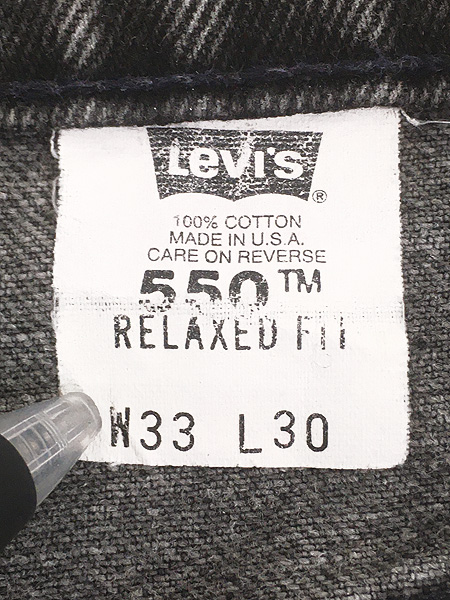 Levi's®
100% COTTON
MADE IN U.S.A.
CARE ON REVERSE
550™
RELAXED FIT
W33 L30